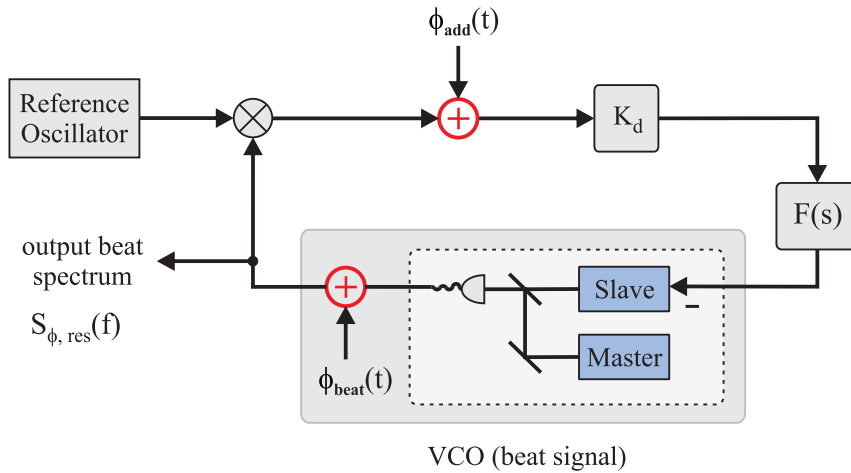 ϕadd(t)
Reference
Oscillator
Kd
F(s)
output beat
spectrum
Sϕ, res(f)
Slave
Master
ϕbeat(t)
VCO (beat signal)